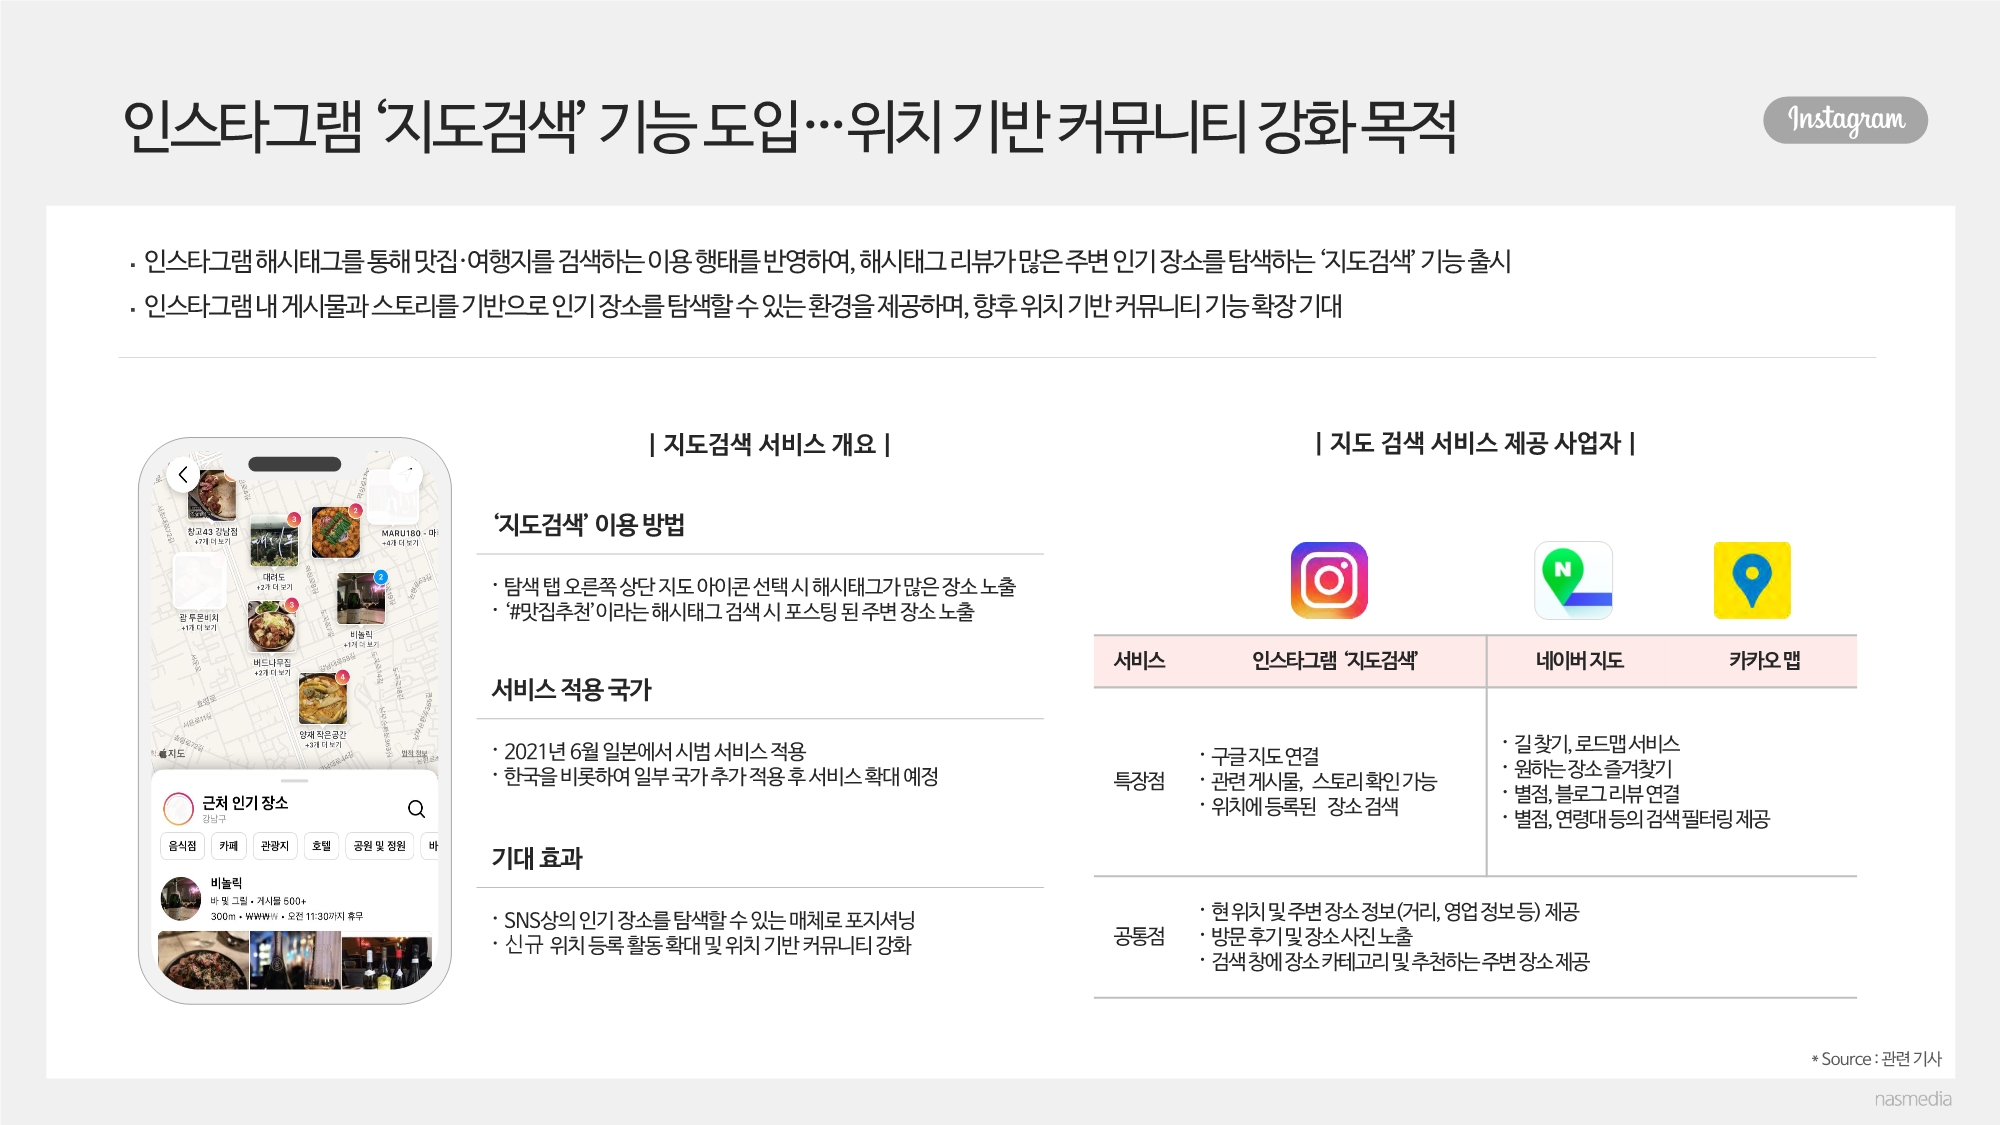 인스타그램 ‘지도검색’ 기능 도입…위치 기반 커뮤니티 강화 목적
Instagram
· 인스타그램 해시태그를 통해 맛집·여행지를 검색하는 이용 행태를 반영하여, 해시태그 리뷰가 많은 주변 인기 장소를 탐색하는 ‘지도검색’ 기능 출시
· 인스타그램 내 게시물과 스토리를 기반으로 인기 장소를 탐색할 수 있는 환경을 제공하며, 향후 위치 기반 커뮤니티 기능 확장 기대
창고43 강남점
+7개 더 보기
3
2
MARU180 - 마
+4개 더 보기
대려도
+2개 더 보기
2
괌 투몬비치
+1개 더 보기
3
비놀릭
+1개 더 보기
버드나무집
+2개 더 보기
4
양재 작은공간
+3개 더 보기
지도
법적 정보
근처 인기 장소
강남구
음식점
카페
관광지
호텔
공원 및 정원
바
비놀릭
바 및 그릴 • 게시물 500+
300m • ₩₩₩₩ • 오전 11:30까지 휴무
| 지도검색 서비스 개요 |
‘지도검색’ 이용 방법
· 탐색 탭 오른쪽 상단 지도 아이콘 선택 시 해시태그가 많은 장소 노출
· ‘#맛집추천’이라는 해시태그 검색 시 포스팅 된 주변 장소 노출
서비스 적용 국가
· 2021년 6월 일본에서 시범 서비스 적용
· 한국을 비롯하여 일부 국가 추가 적용 후 서비스 확대 예정
기대 효과
· SNS상의 인기 장소를 탐색할 수 있는 매체로 포지셔닝
· 신규 위치 등록 활동 확대 및 위치 기반 커뮤니티 강화
| 지도 검색 서비스 제공 사업자 |
N
서비스
인스타그램 ‘지도검색’
네이버 지도
카카오 맵
특장점
· 구글 지도 연결
· 관련 게시물, 스토리 확인 가능
· 위치에 등록된 장소 검색
· 길 찾기, 로드맵 서비스
· 원하는 장소 즐겨찾기
· 별점, 블로그 리뷰 연결
· 별점, 연령대 등의 검색 필터링 제공
공통점
· 현 위치 및 주변 장소 정보(거리, 영업 정보 등) 제공
· 방문 후기 및 장소 사진 노출
· 검색 창에 장소 카테고리 및 추천하는 주변 장소 제공
* Source : 관련 기사
nasmedia